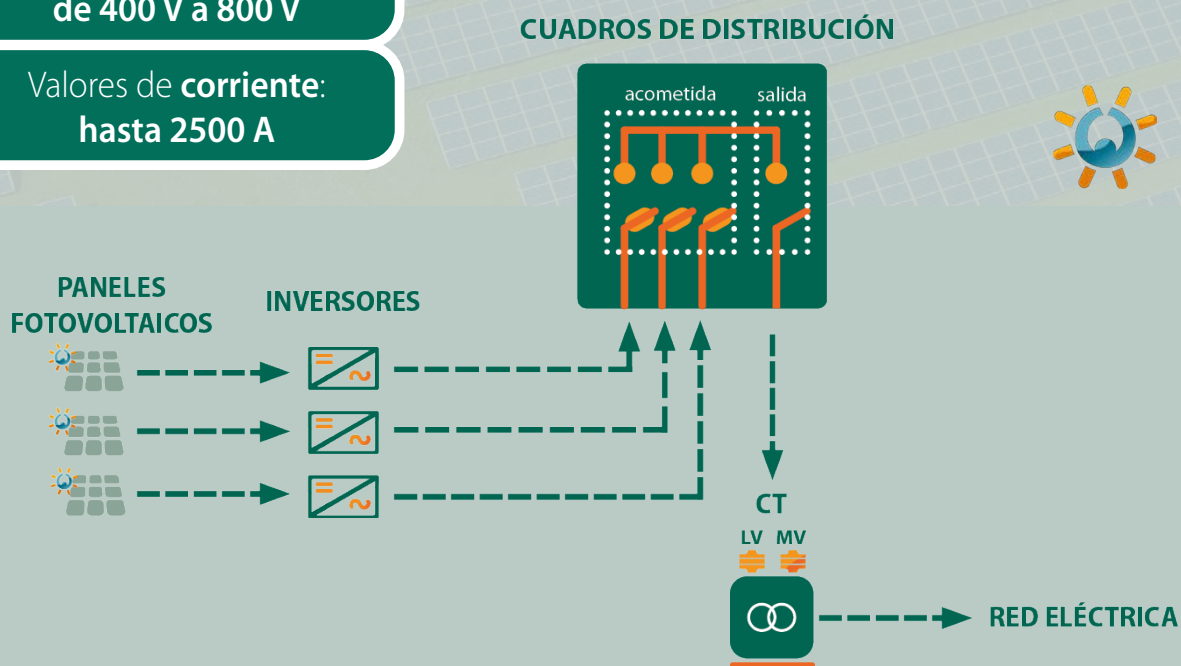 de 400 V a 800 V
Valores de corriente:
hasta 2500 A
CUADROS DE DISTRIBUCIÓN
acometida salida
PANELES
FOTOVOLTAICOS
INVERSORES
CT
LV MV
RED ELÉCTRICA